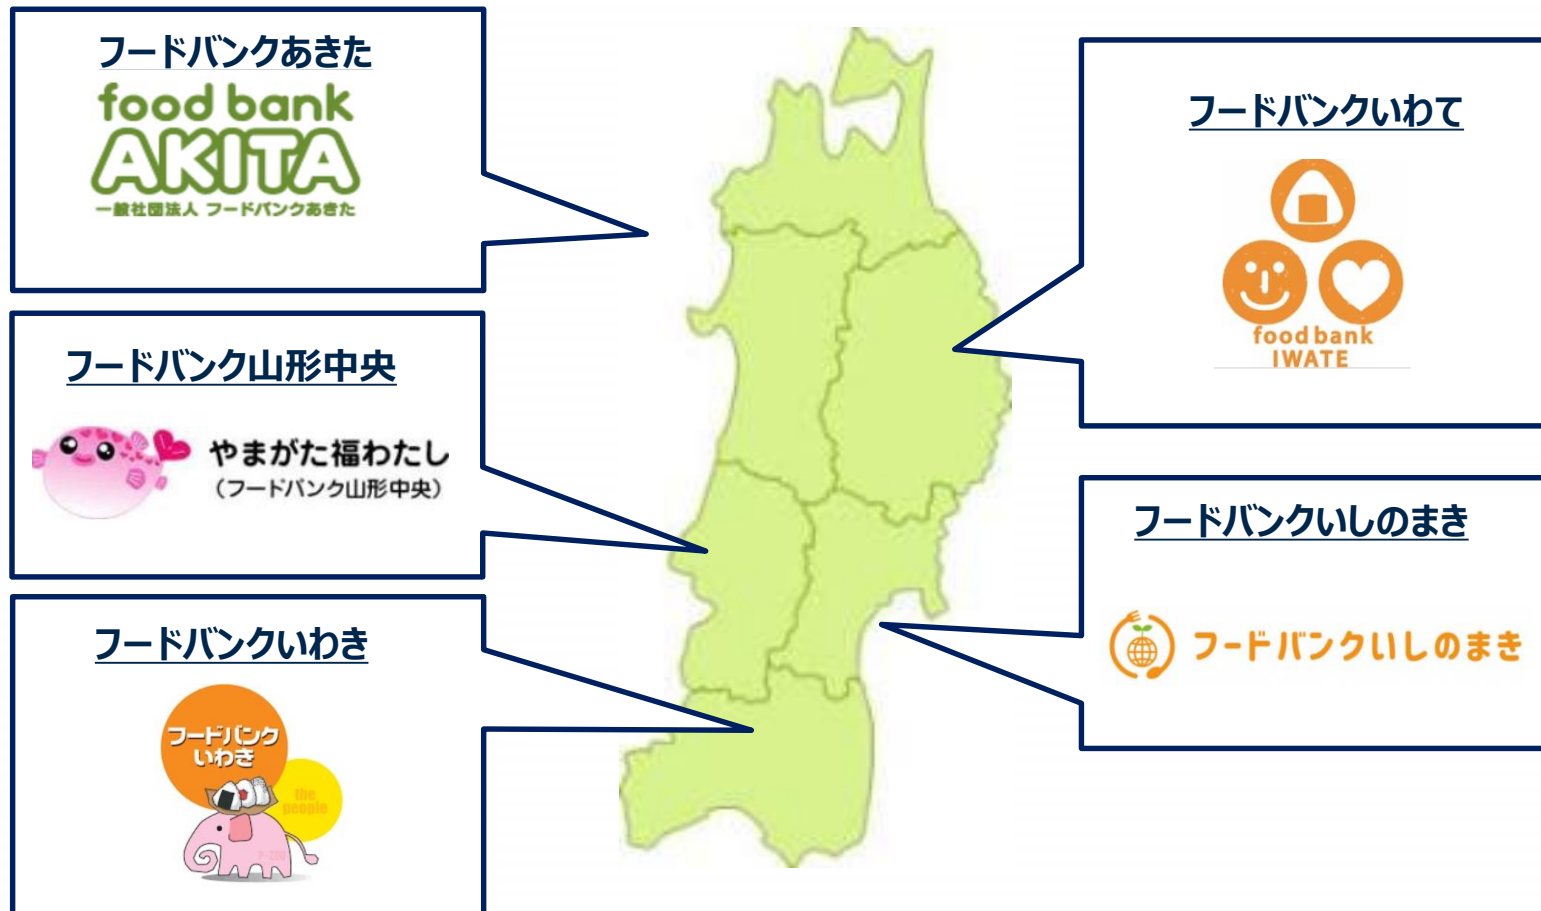 フードバンクあきた
food bank
AKITA
一般社団法人 フードバンクあきた
フードバンク山形中央
やまがた福わたし
（フードバンク山形中央）
フードバンクいわき
フードバンク
いわき
the
people
フードバンクいわて
food bank
IWATE
フードバンクいしのまき
フードバンクいしのまき